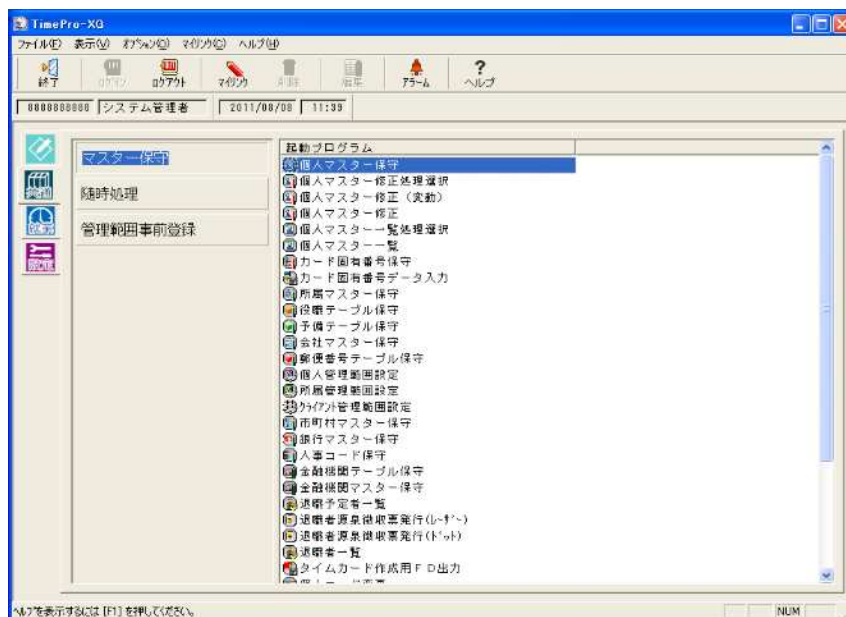 TimePro-XG
ファイル(F) 表示(V) オプション(O) マイリンク(C) ヘルプ(H)
終了 ログイン ログアウト マイリンク 削除 編集 アラーム ヘルプ
8888888888 システム管理者 2011/08/08 11:39
マスター保守
随時処理
管理範囲事前登録
起動プログラム
個人マスター保守
個人マスター修正処理選択
個人マスター修正（変動）
個人マスター修正
個人マスター一覧処理選択
個人マスター一覧
カード固有番号保守
カード固有番号データ入力
所属マスター保守
役職テーブル保守
予備テーブル保守
会社マスター保守
郵便番号テーブル保守
個人管理範囲設定
所属管理範囲設定
クライアント管理範囲設定
市町村マスター保守
銀行マスター保守
人事コード保守
金融機関テーブル保守
金融機関マスター保守
退職予定者一覧
退職者源泉徴収票発行(レーザー)
退職者源泉徴収票発行(ドット)
退職者一覧
タイムカード作成用ＦＤ出力
ヘルプを表示するには [F1] を押してください。
NUM